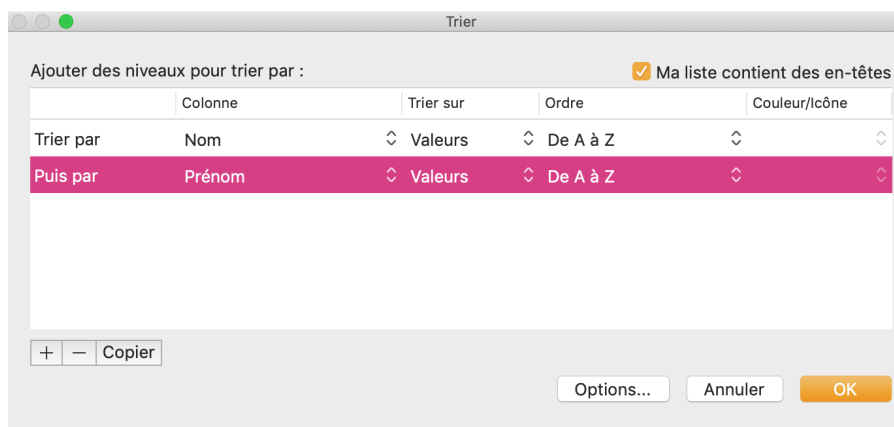 Trier
Ajouter des niveaux pour trier par : Ma liste contient des en-têtes
Colonne Trier sur Ordre Couleur/Icône
Trier par Nom Valeurs De A à Z
Puis par Prénom Valeurs De A à Z
+ − Copier
Options... Annuler OK